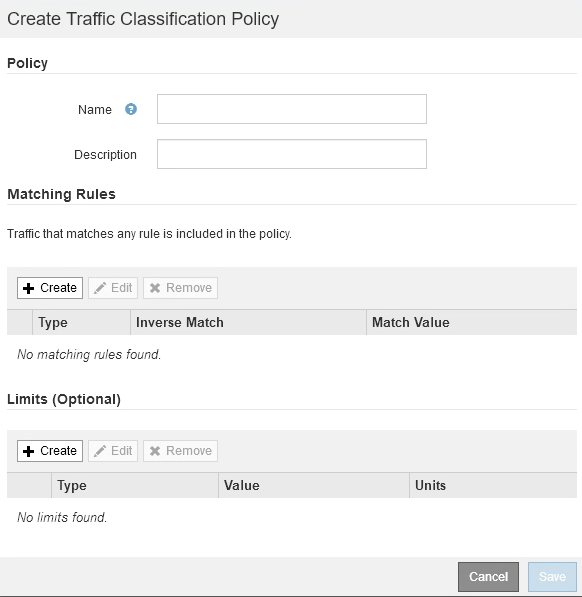 Create Traffic Classification Policy
Policy
Name ?
Description
Matching Rules
Traffic that matches any rule is included in the policy.
Create Edit Remove
Type Inverse Match Match Value
No matching rules found.
Limits (Optional)
Create Edit Remove
Type Value Units
No limits found.
Cancel Save